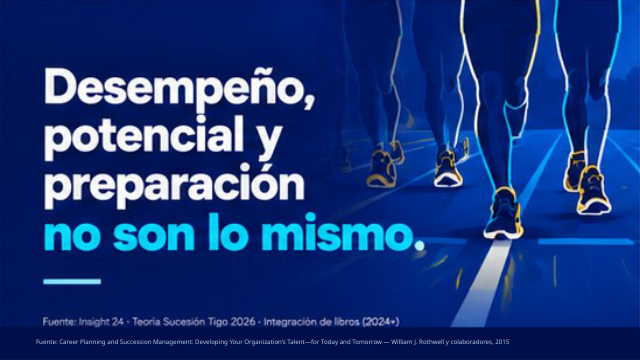 Desempeño,
potencial y
preparación
no son lo mismo.
Fuente: Insight 24 · Teoría Sucesión Tigo 2026 · Integración de libros (2024+)
Fuente: Career Planning and Succession Management: Developing Your Organization's Talent—for Today and Tomorrow — William J. Rothwell y colaboradores, 2015